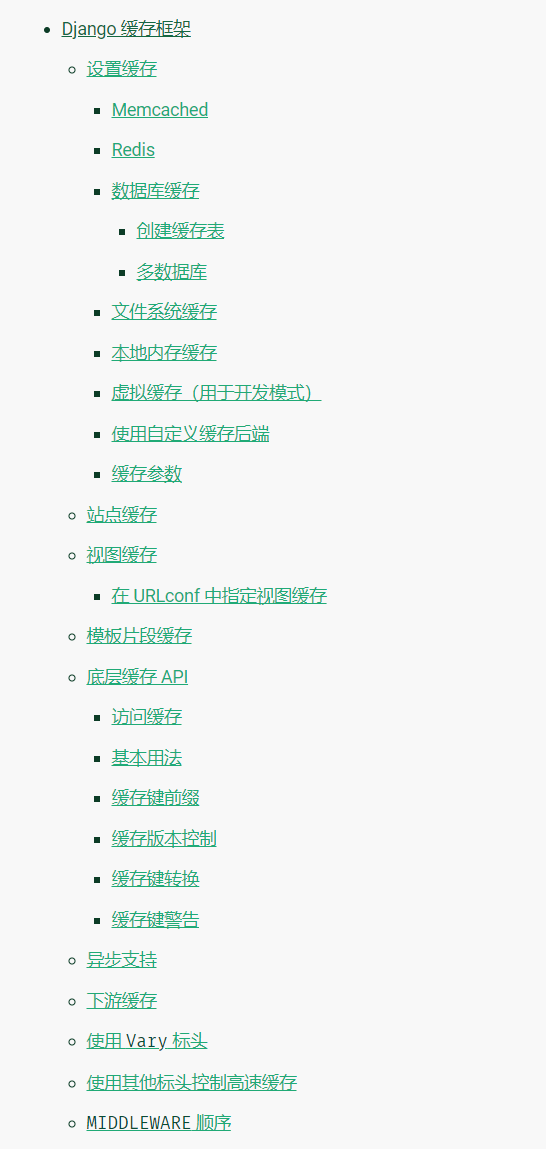 Django 缓存框架
设置缓存
Memcached
Redis
数据库缓存
创建缓存表
多数据库
文件系统缓存
本地内存缓存
虚拟缓存（用于开发模式）
使用自定义缓存后端
缓存参数
站点缓存
视图缓存
在 URLconf 中指定视图缓存
模板片段缓存
底层缓存 API
访问缓存
基本用法
缓存键前缀
缓存版本控制
缓存键转换
缓存键警告
异步支持
下游缓存
使用 Vary 标头
使用其他标头控制高速缓存
MIDDLEWARE 顺序